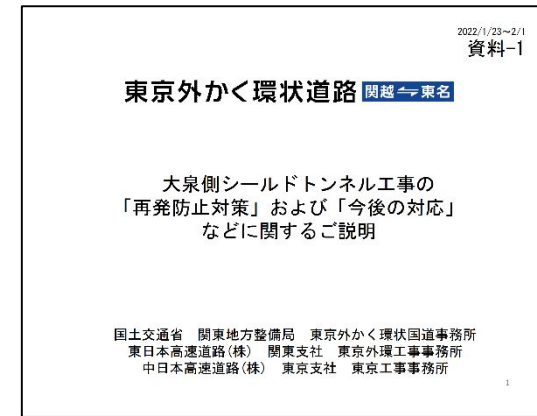 2022/1/23~2/1
資料-1
東京外かく環状道路 関越⇋東名
大泉側シールドトンネル工事の
「再発防止対策」および「今後の対応」
などに関するご説明
国土交通省 関東地方整備局 東京外かく環状国道事務所
東日本高速道路(株) 関東支社 東京外環工事事務所
中日本高速道路(株) 東京支社 東京工事事務所
1